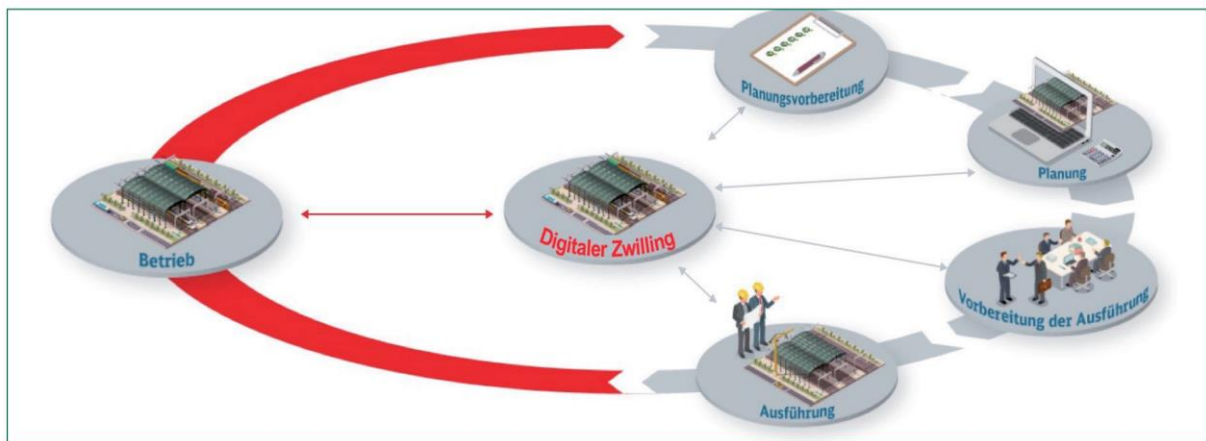 Planungsvorbereitung
Planung
Betrieb
Digitaler Zwilling
Vorbereitung der Ausführung
Ausführung